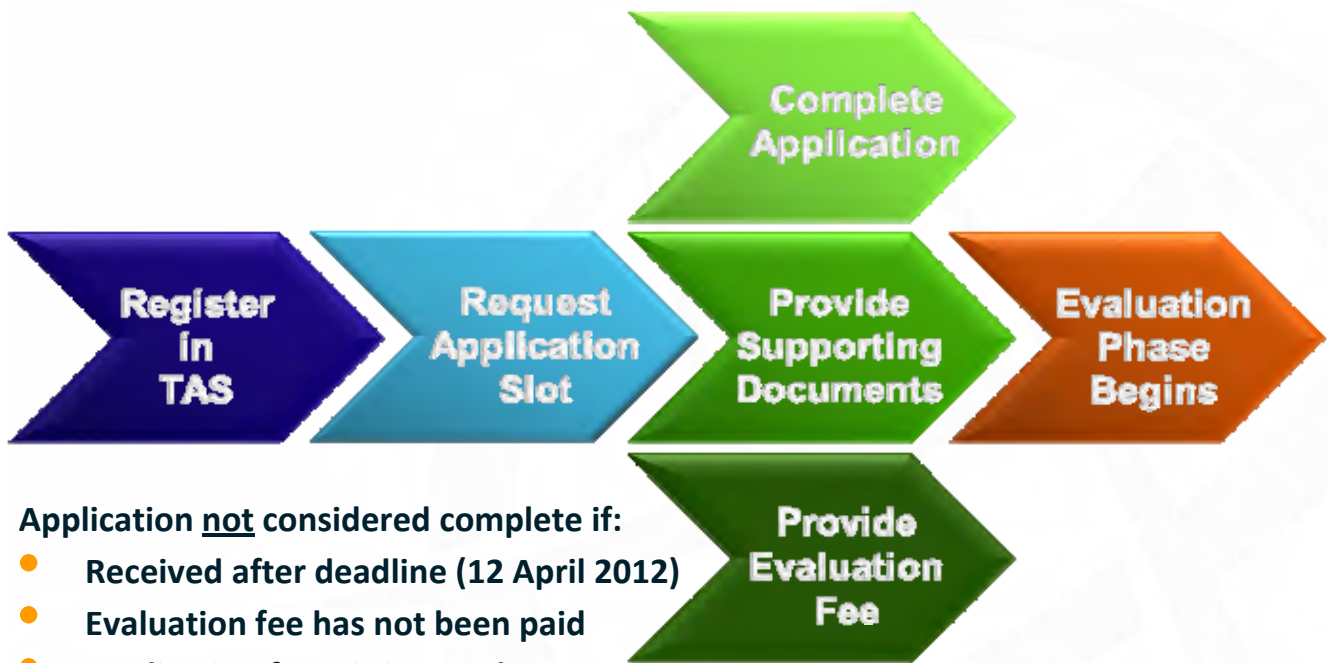 Complete
Application
Register
in
TAS
Request
Application
Slot
Provide
Supporting
Documents
Evaluation
Phase
Begins
Provide
Evaluation
Fee
Application not considered complete if:
Received after deadline (12 April 2012)
Evaluation fee has not been paid